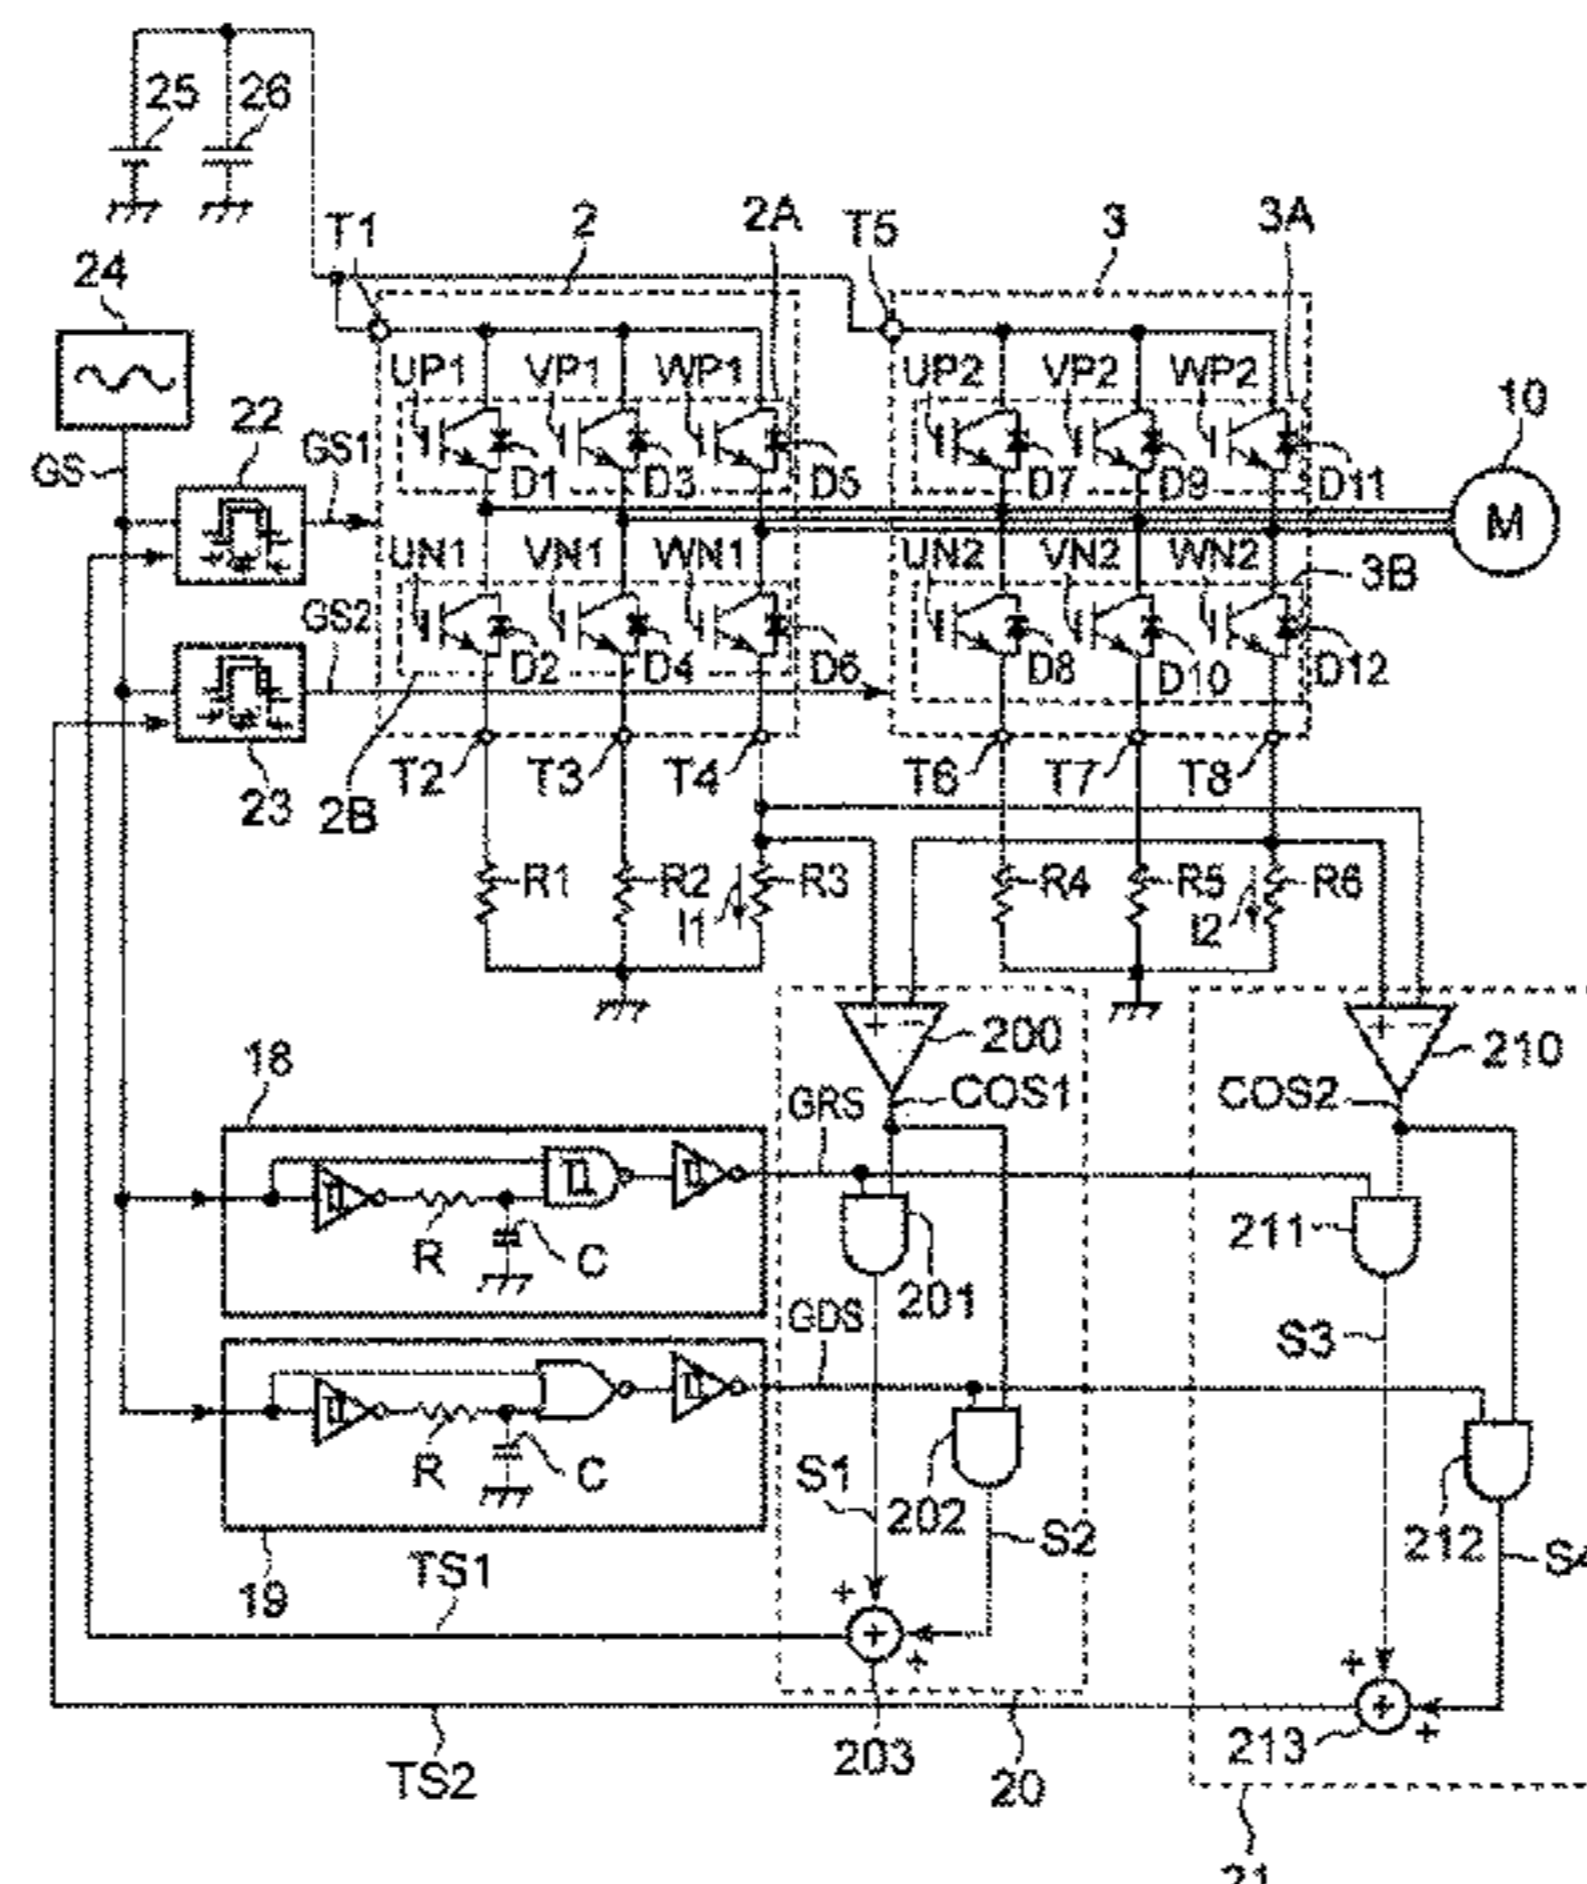 25 26
T1 2 2A T5 3 3A
24
UP1 VP1 WP1 UP2 VP2 WP2 10
22
GS GS1
D1 D3 D5 D7 D9 D11
M
UN1 VN1 WN1 UN2 VN2 WN2 3B
GS2
D2 D4 D6 D8 D10 D12
T2 T3 T4 T6 T7 T8
23 2B
R1 R2 R3 R4 R5 R6
I1 I2
+ - 200 + - 210
18 GRS COS1 COS2
R C 201 211
GDS S3
R C S1 202 S2 212
19 TS1
+ + + + + +
203 213
TS2 20
21